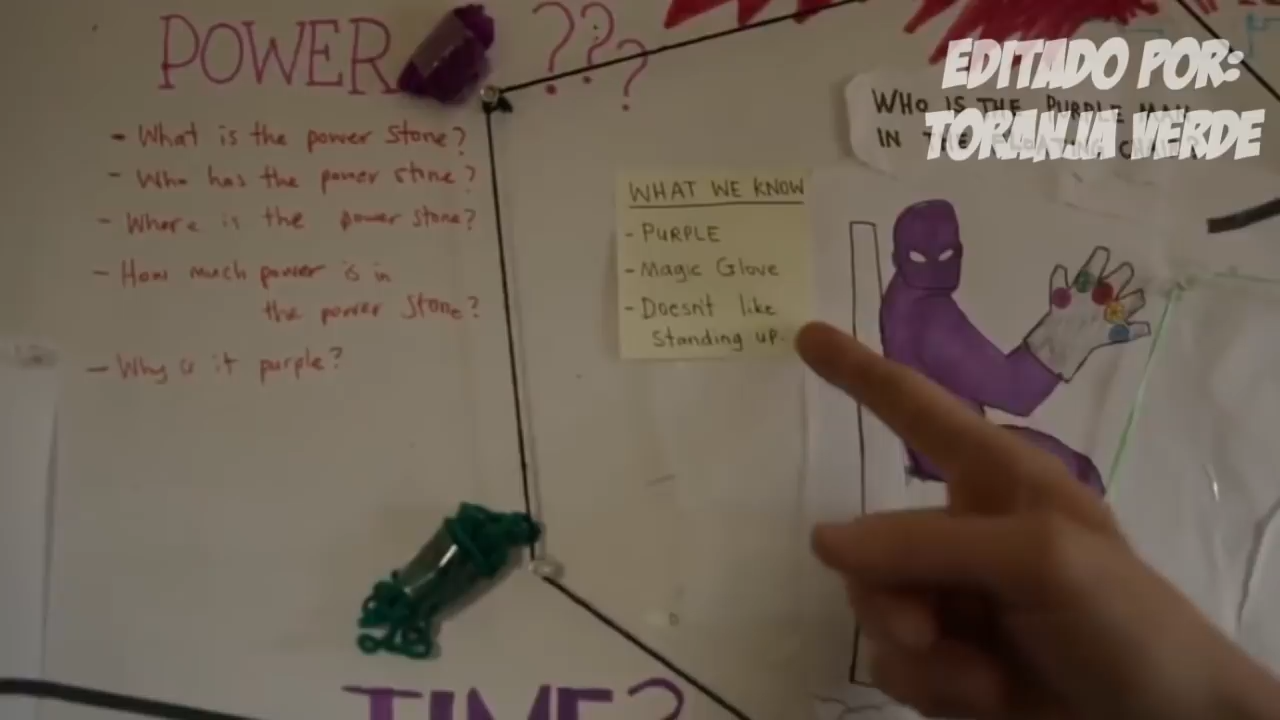 POWER ???
- What is the power stone?
- Who has the power stone?
- Where is the power stone?
- How much power is in
the power stone?
- Why is it purple?
WHAT WE KNOW
- PURPLE
- Magic Glove
- Doesn't like
standing up.
EDITADO POR:
TORANJA VERDE
WHO IS THE PURPLE MAN
IN THE
TIME?